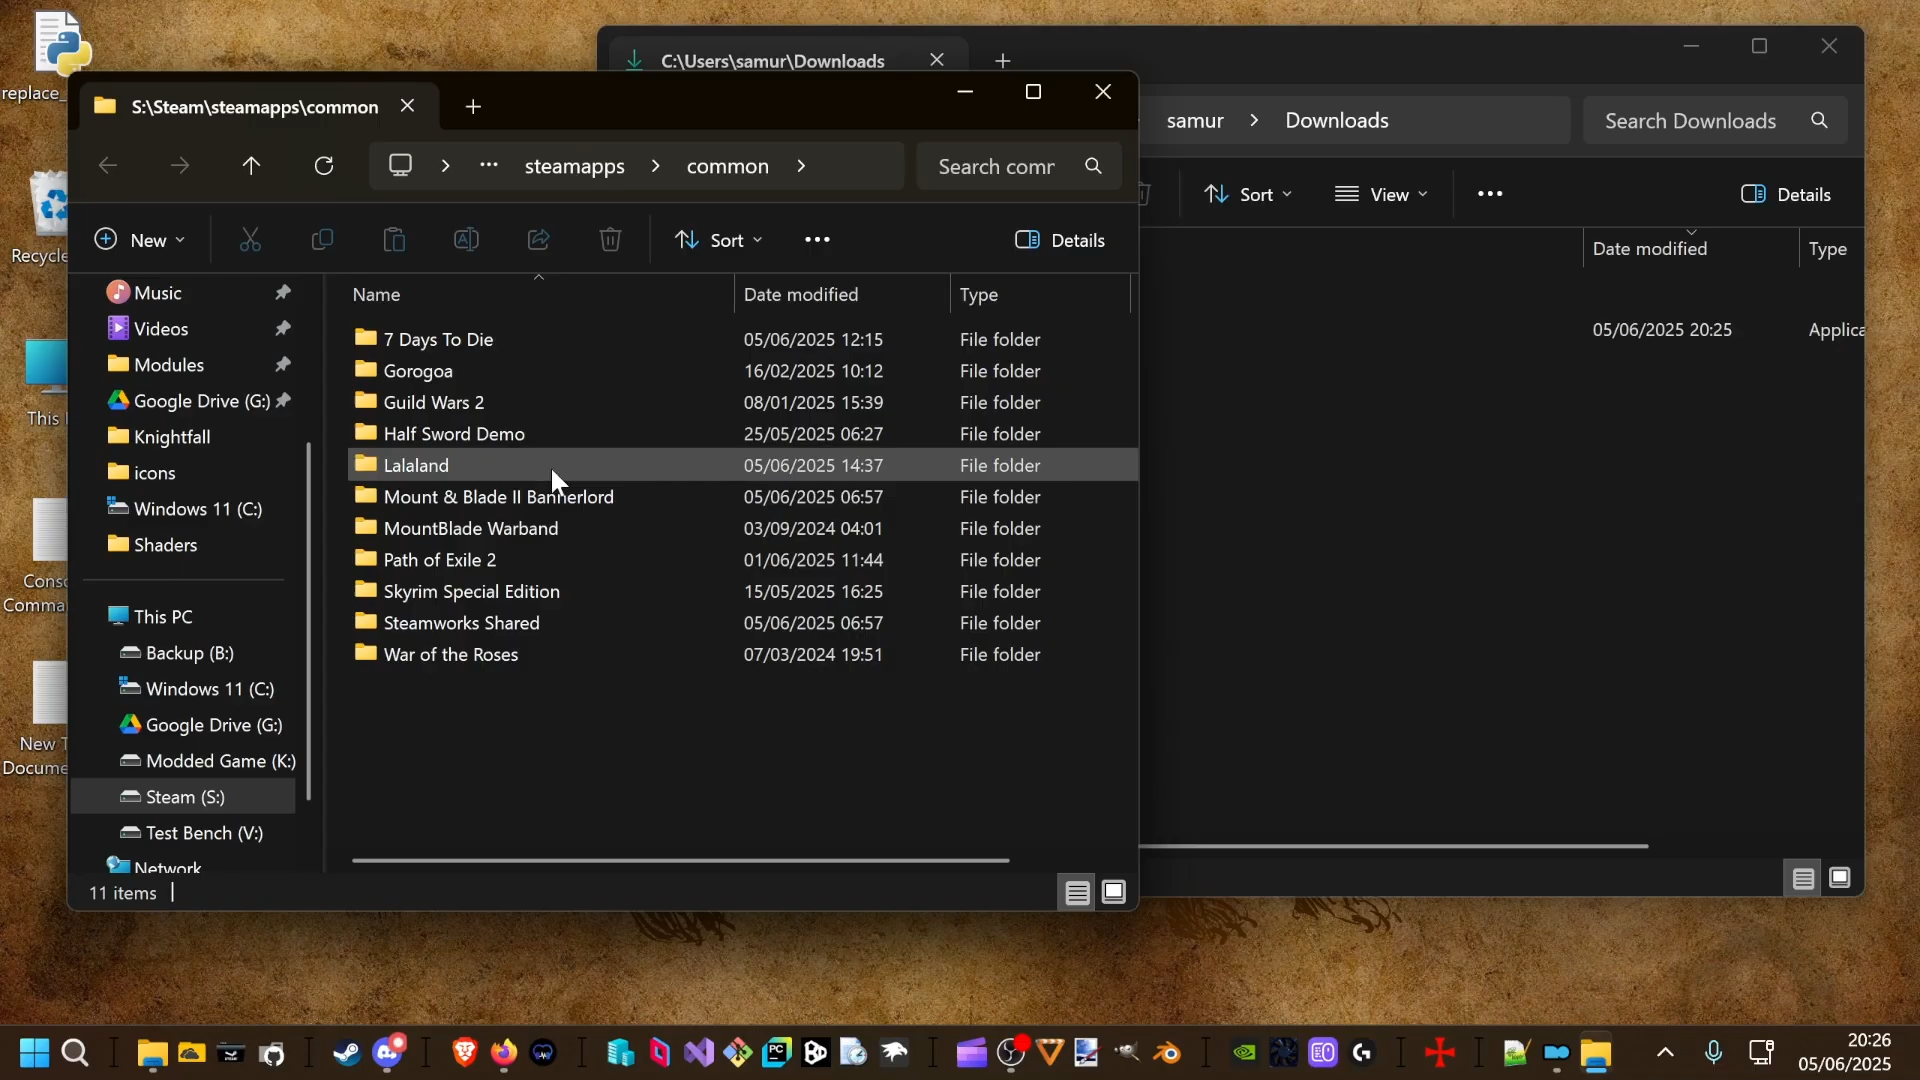 replace_
Recycle
This
Conso
Comma
New T
Docume
C:\Users\samur\Downloads
samur
Downloads
Search Downloads
Sort
View
Details
Date modified
Type
05/06/2025 20:25
Applica
S:\Steam\steamapps\common
steamapps
common
Search comr
New
Sort
Details
Music
Videos
Modules
Google Drive (G:)
Knightfall
icons
Windows 11 (C:)
Shaders
This PC
Backup (B:)
Windows 11 (C:)
Google Drive (G:)
Modded Game (K:)
Steam (S:)
Test Bench (V:)
Network
Name Date modified Type
7 Days To Die 05/06/2025 12:15 File folder
Gorogoa 16/02/2025 10:12 File folder
Guild Wars 2 08/01/2025 15:39 File folder
Half Sword Demo 25/05/2025 06:27 File folder
Lalaland 05/06/2025 14:37 File folder
Mount & Blade II Bannerlord 05/06/2025 06:57 File folder
MountBlade Warband 03/09/2024 04:01 File folder
Path of Exile 2 01/06/2025 11:44 File folder
Skyrim Special Edition 15/05/2025 16:25 File folder
Steamworks Shared 05/06/2025 06:57 File folder
War of the Roses 07/03/2024 19:51 File folder
11 items
PC
20:26
05/06/2025